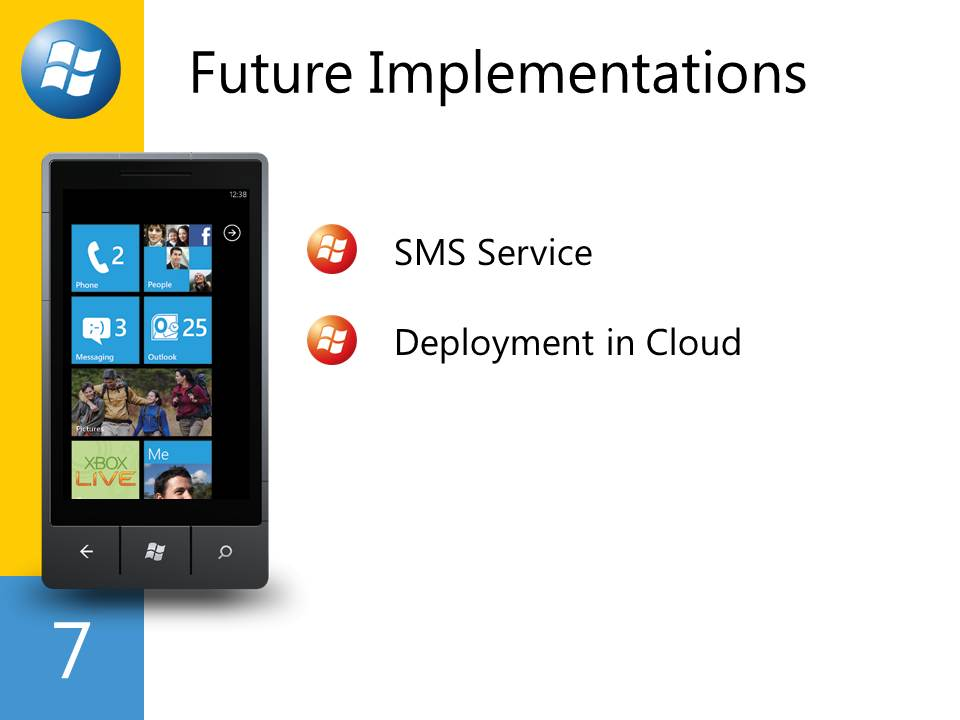 Future Implementations
12:38
2
Phone
f
People
;-) 3
Messaging
O 25
Outlook
Pictures
XBOX
LIVE
Me
SMS Service
Deployment in Cloud
7